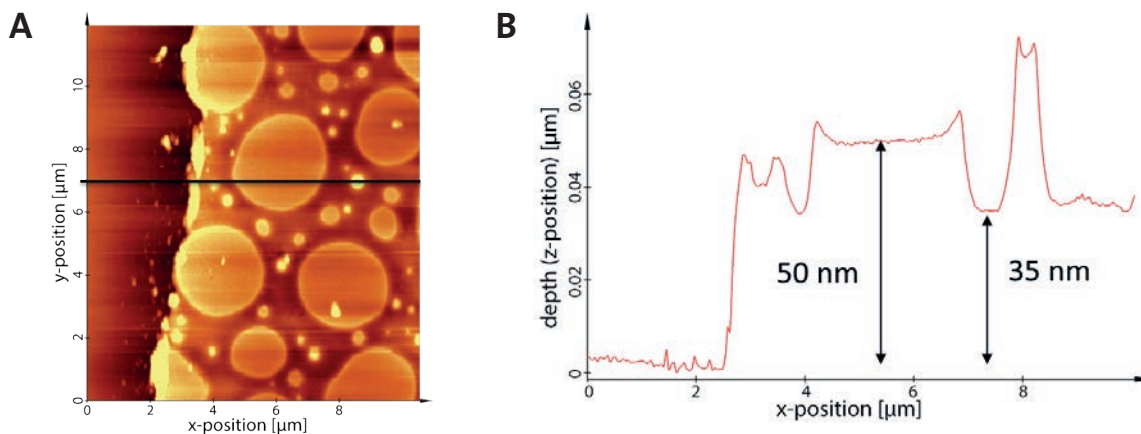 A
y-position [µm]
10
8
6
4
2
0
0 2 4 6 8
x-position [µm]
B
depth (z-position) [µm]
0.06
0.04
0.02
0
50 nm
35 nm
0 2 4 6 8
x-position [µm]